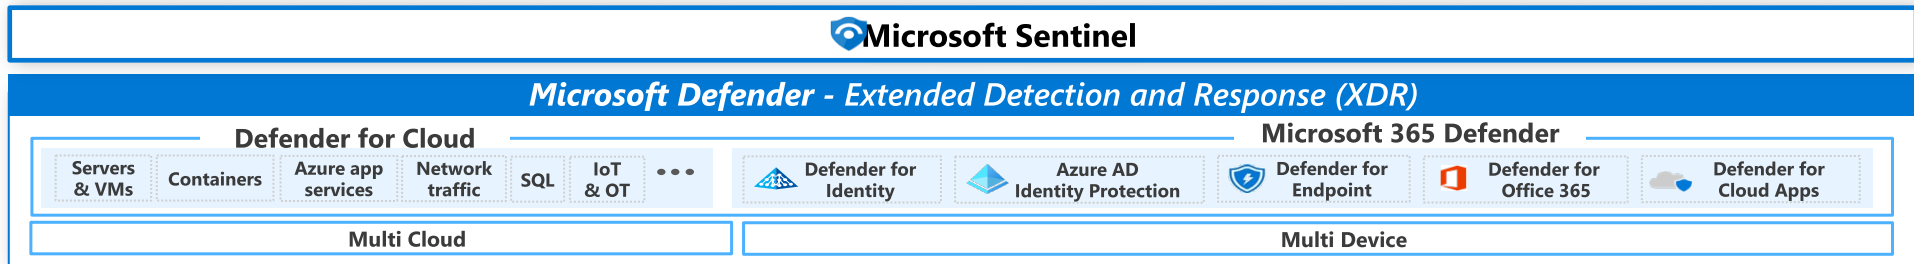 Microsoft Sentinel
Microsoft Defender - Extended Detection and Response (XDR)
Defender for Cloud
Microsoft 365 Defender
Servers
& VMs
Containers
Azure app
services
Network
traffic
SQL
IoT
& OT
•••
Defender for
Identity
Azure AD
Identity Protection
Defender for
Endpoint
Defender for
Office 365
Defender for
Cloud Apps
Multi Cloud
Multi Device